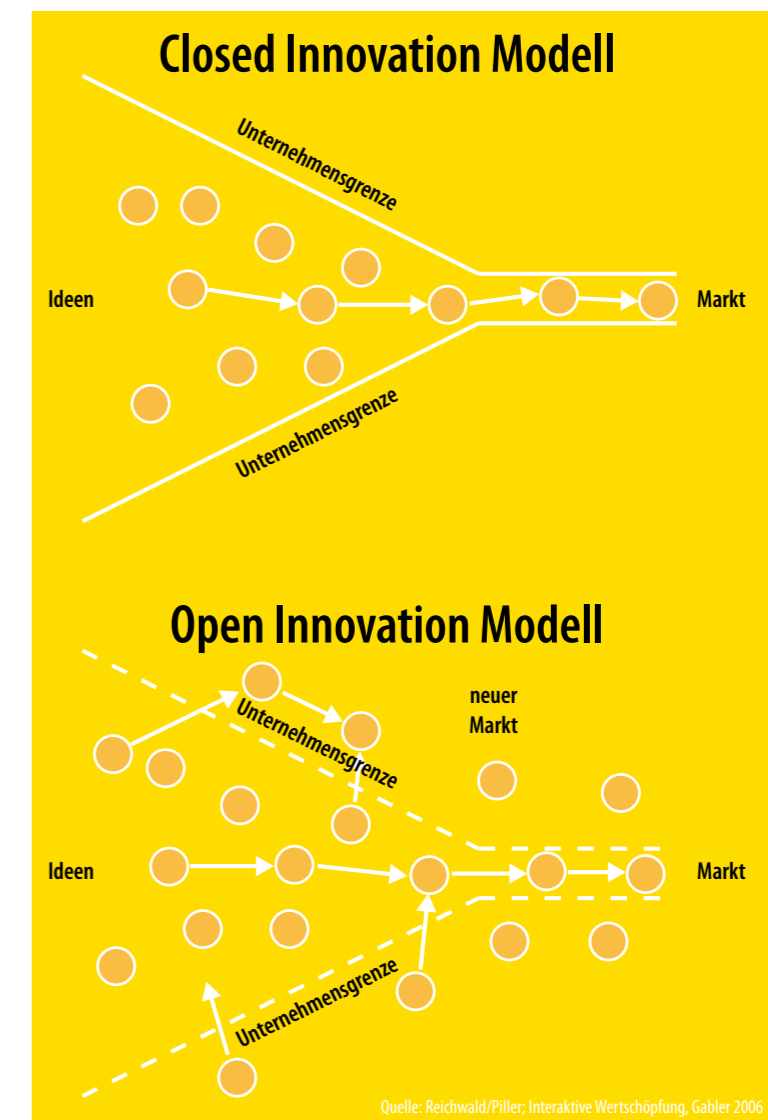 Closed Innovation Modell
Unternehmensgrenze
Ideen
Markt
Unternehmensgrenze
Open Innovation Modell
neuer
Markt
Unternehmensgrenze
Ideen
Markt
Unternehmensgrenze
Quelle: Reichwald/Piller; Interaktive Wertschöpfung, Gabler 2006